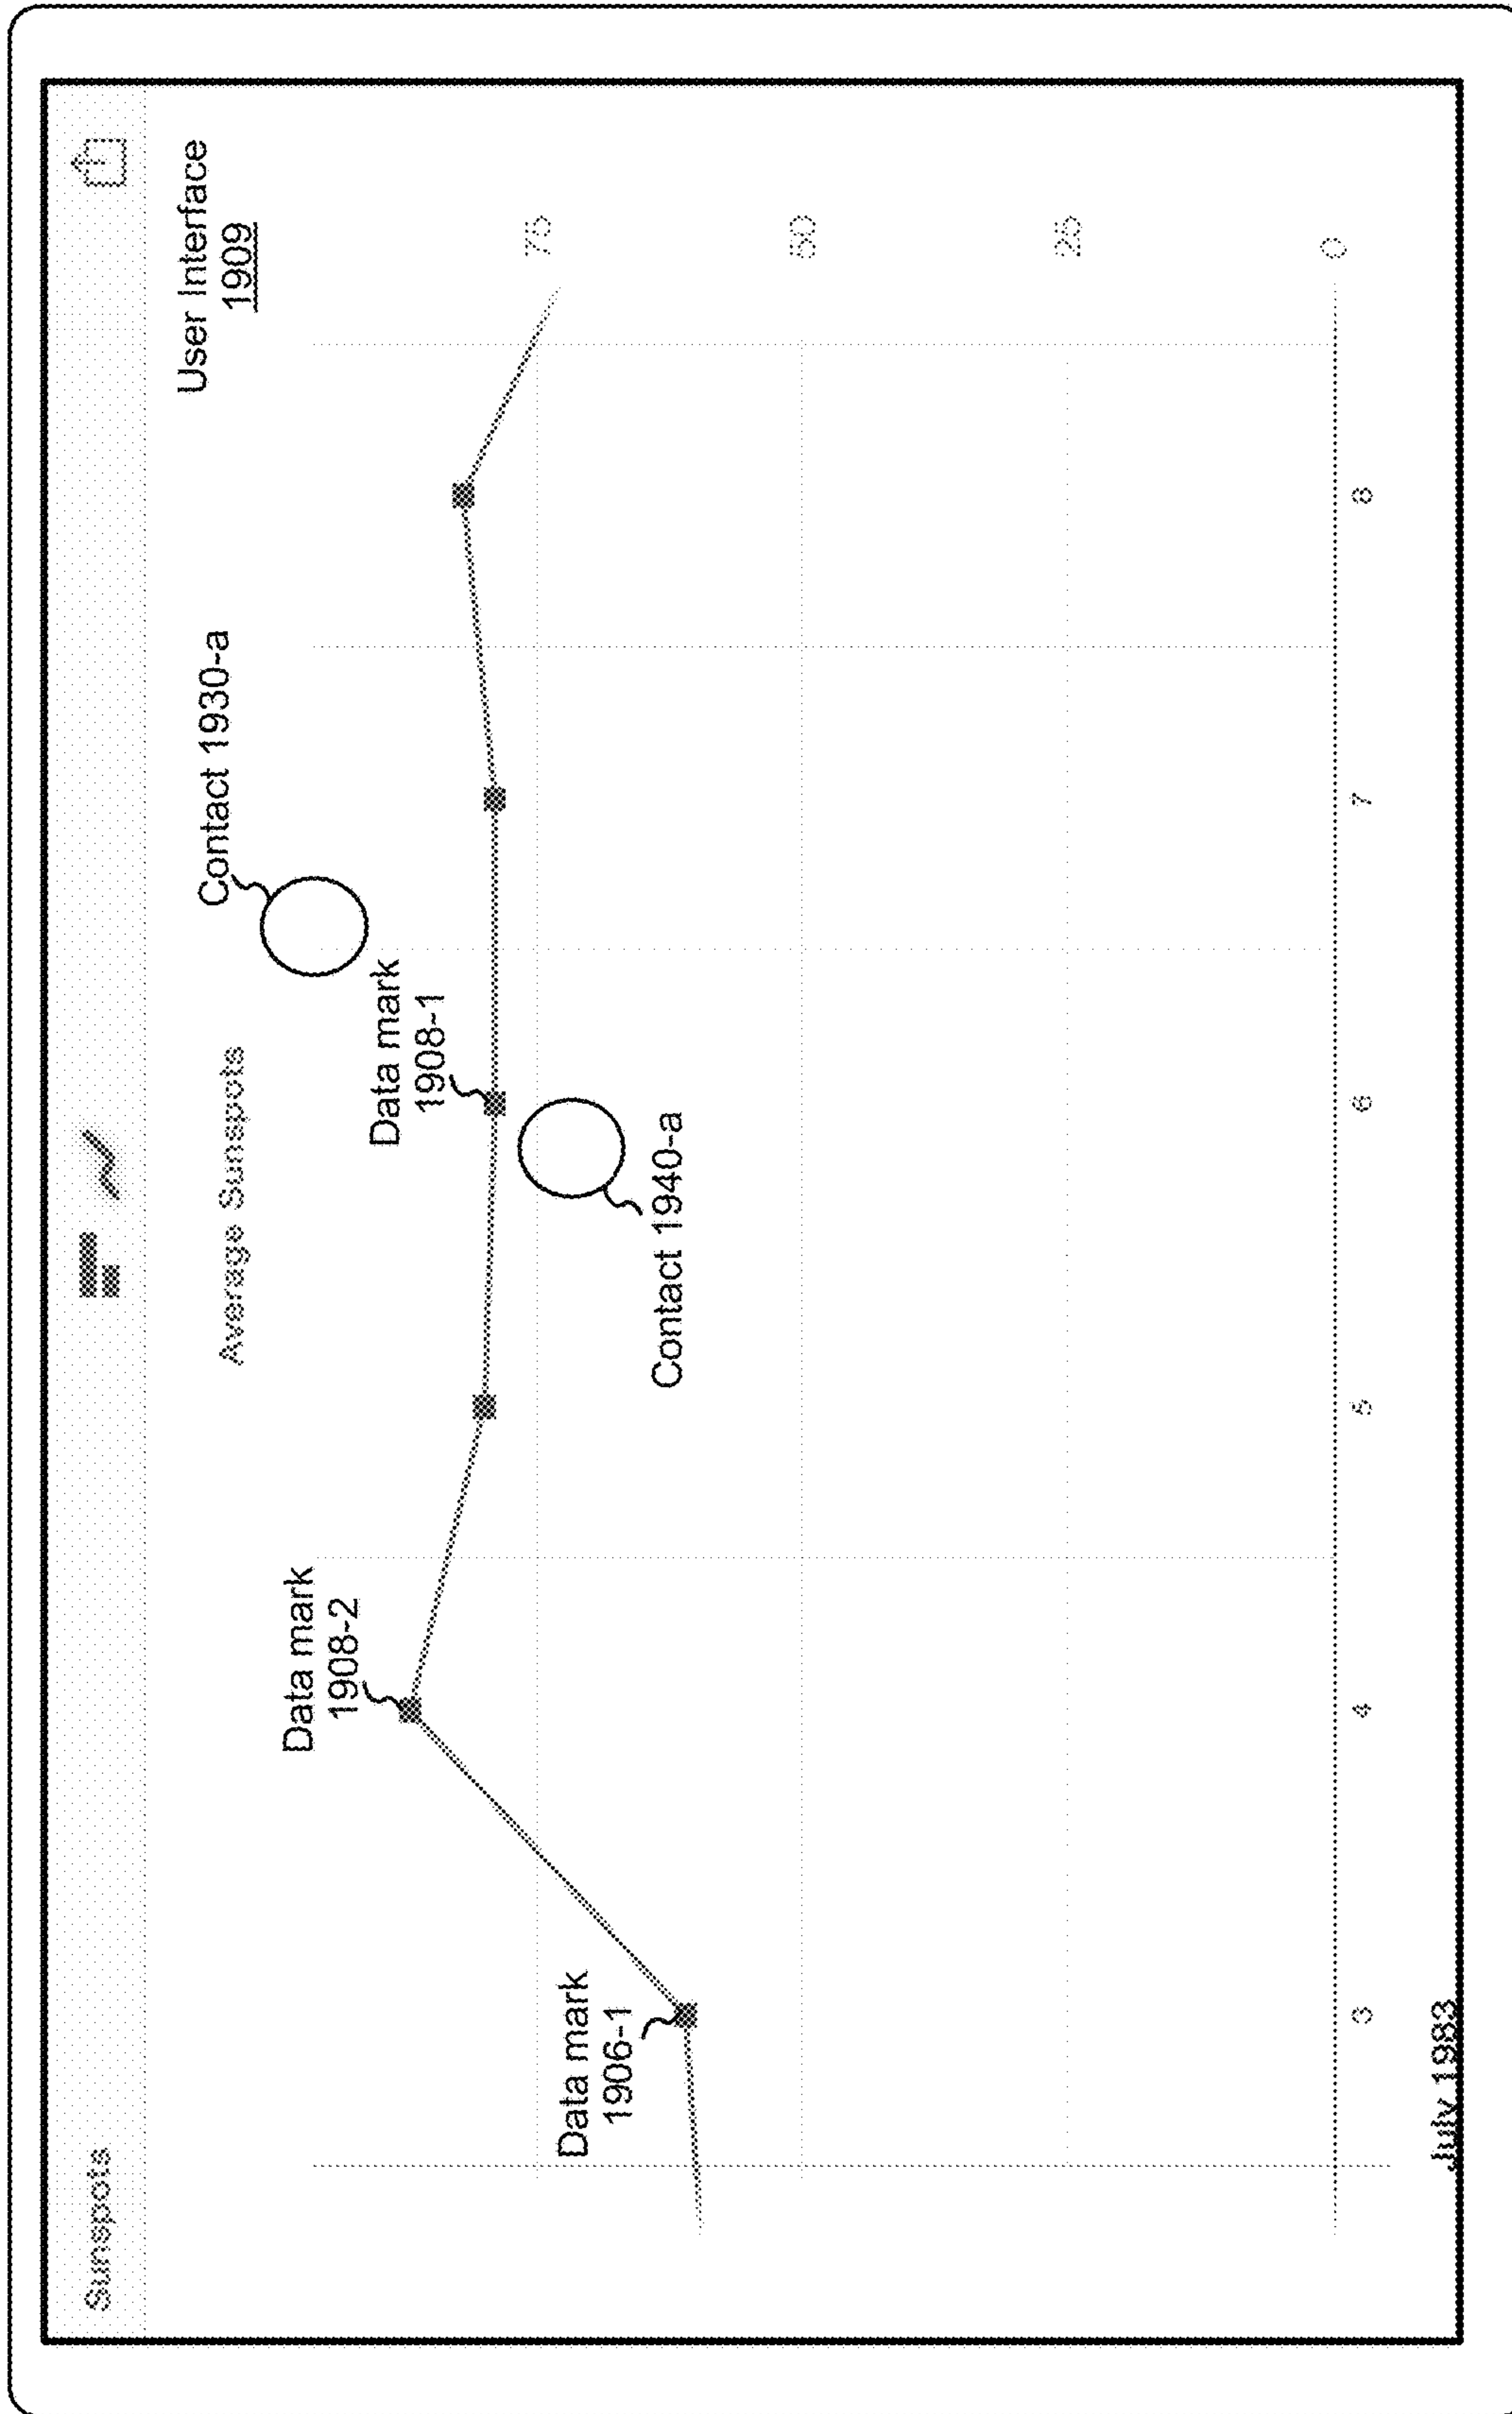 Sunspots
User Interface
1909
Average Sunspots
Contact 1930-a
Data mark
1908-2
Data mark
1908-1
Data mark
1906-1
Contact 1940-a
75
50
25
0
3
4
5
6
7
8
July 1983